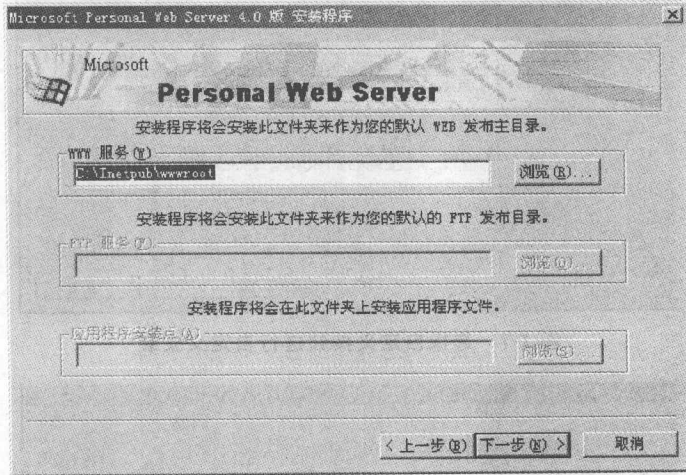 Microsoft Personal Web Server 4.0 版 安装程序
Microsoft
Personal Web Server
安装程序将会安装此文件夹来作为您的默认 WEB 发布主目录。
WWW 服务(W)
C:\Inetpub\wwwroot
浏览(R)...
安装程序将会安装此文件夹来作为您的默认的 FTP 发布目录。
FTP 服务(F)
浏览(O)...
安装程序将会在此文件夹上安装应用程序文件。
应用程序安装点(A)
浏览(S)...
< 上一步(B)
下一步(N) >
取消